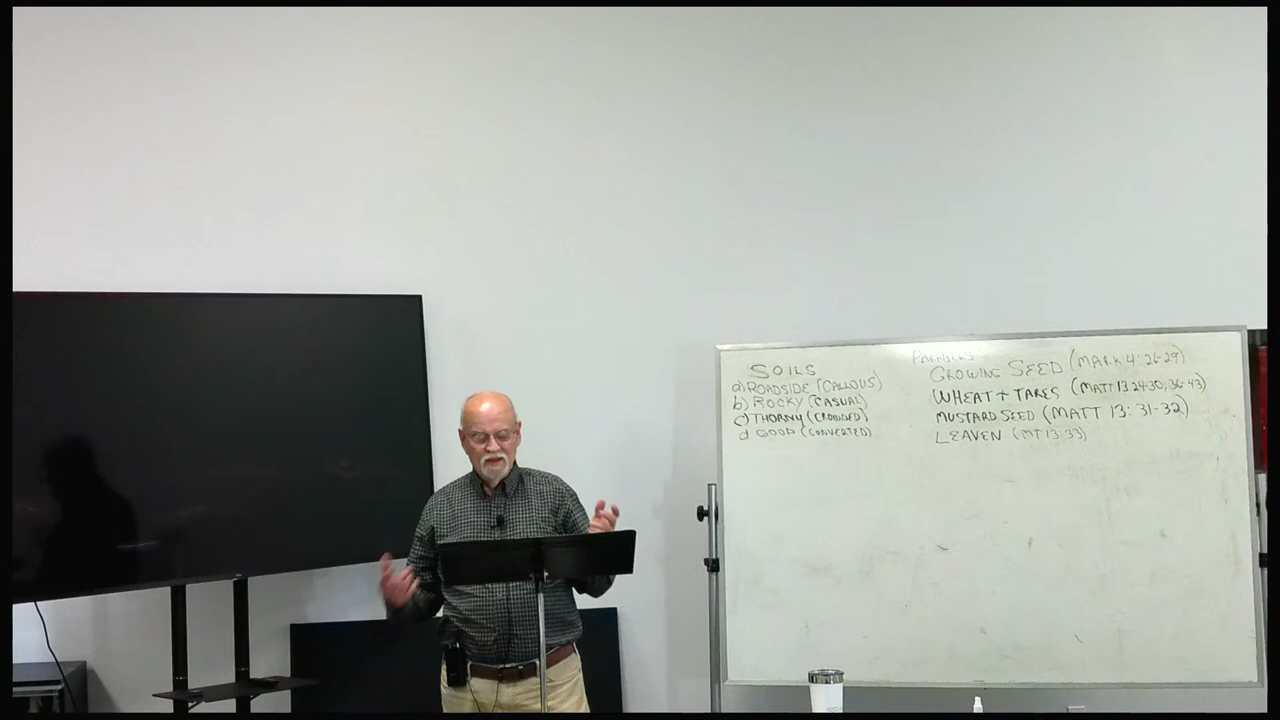 SOILS
a) ROADSIDE (CALLOUS)
b) ROCKY (CASUAL)
c) THORNY (CROWDED)
d GOOD (CONVERTED)
PARABLES
GROWING SEED (MARK 4:26-29)
WHEAT + TARES (MATT 13:24-30, 36-43)
MUSTARD SEED (MATT 13:31-32)
LEAVEN (MT 13:33)